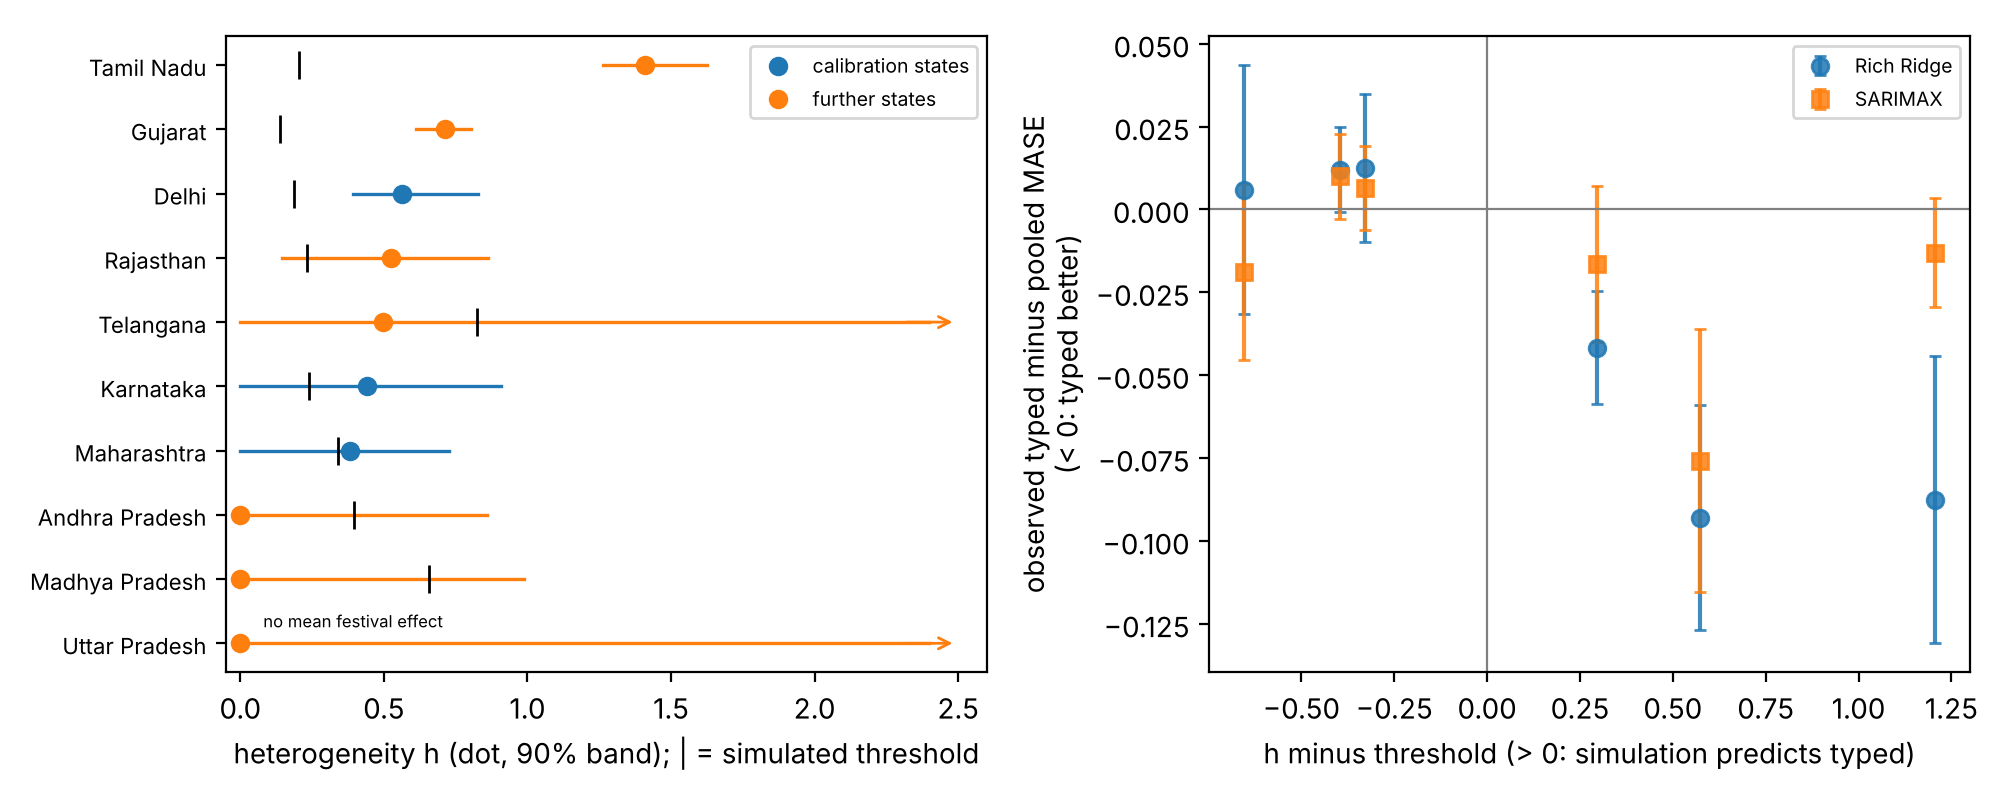 Tamil Nadu
Gujarat
Delhi
Rajasthan
Telangana
Karnataka
Maharashtra
Andhra Pradesh
Madhya Pradesh
Uttar Pradesh
calibration states
further states
no mean festival effect
0.0 0.5 1.0 1.5 2.0 2.5
heterogeneity h (dot, 90% band); | = simulated threshold
observed typed minus pooled MASE
(< 0: typed better)
0.050
0.025
0.000
−0.025
−0.050
−0.075
−0.100
−0.125
Rich Ridge
SARIMAX
−0.50 −0.25 0.00 0.25 0.50 0.75 1.00 1.25
h minus threshold (> 0: simulation predicts typed)